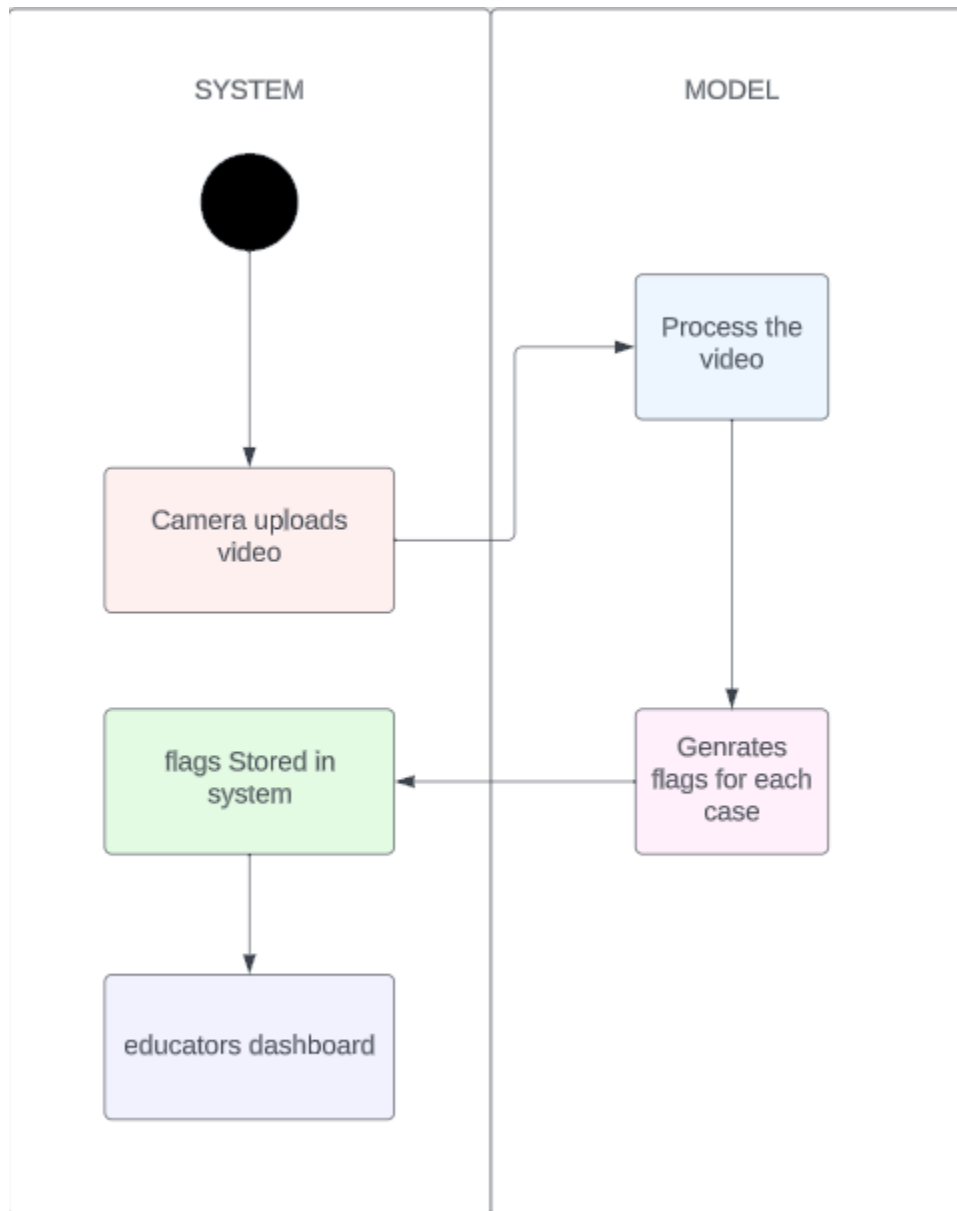 SYSTEM
MODEL
Process the
video
Camera uploads
video
Genrates
flags for each
case
flags Stored in
system
educators dashboard